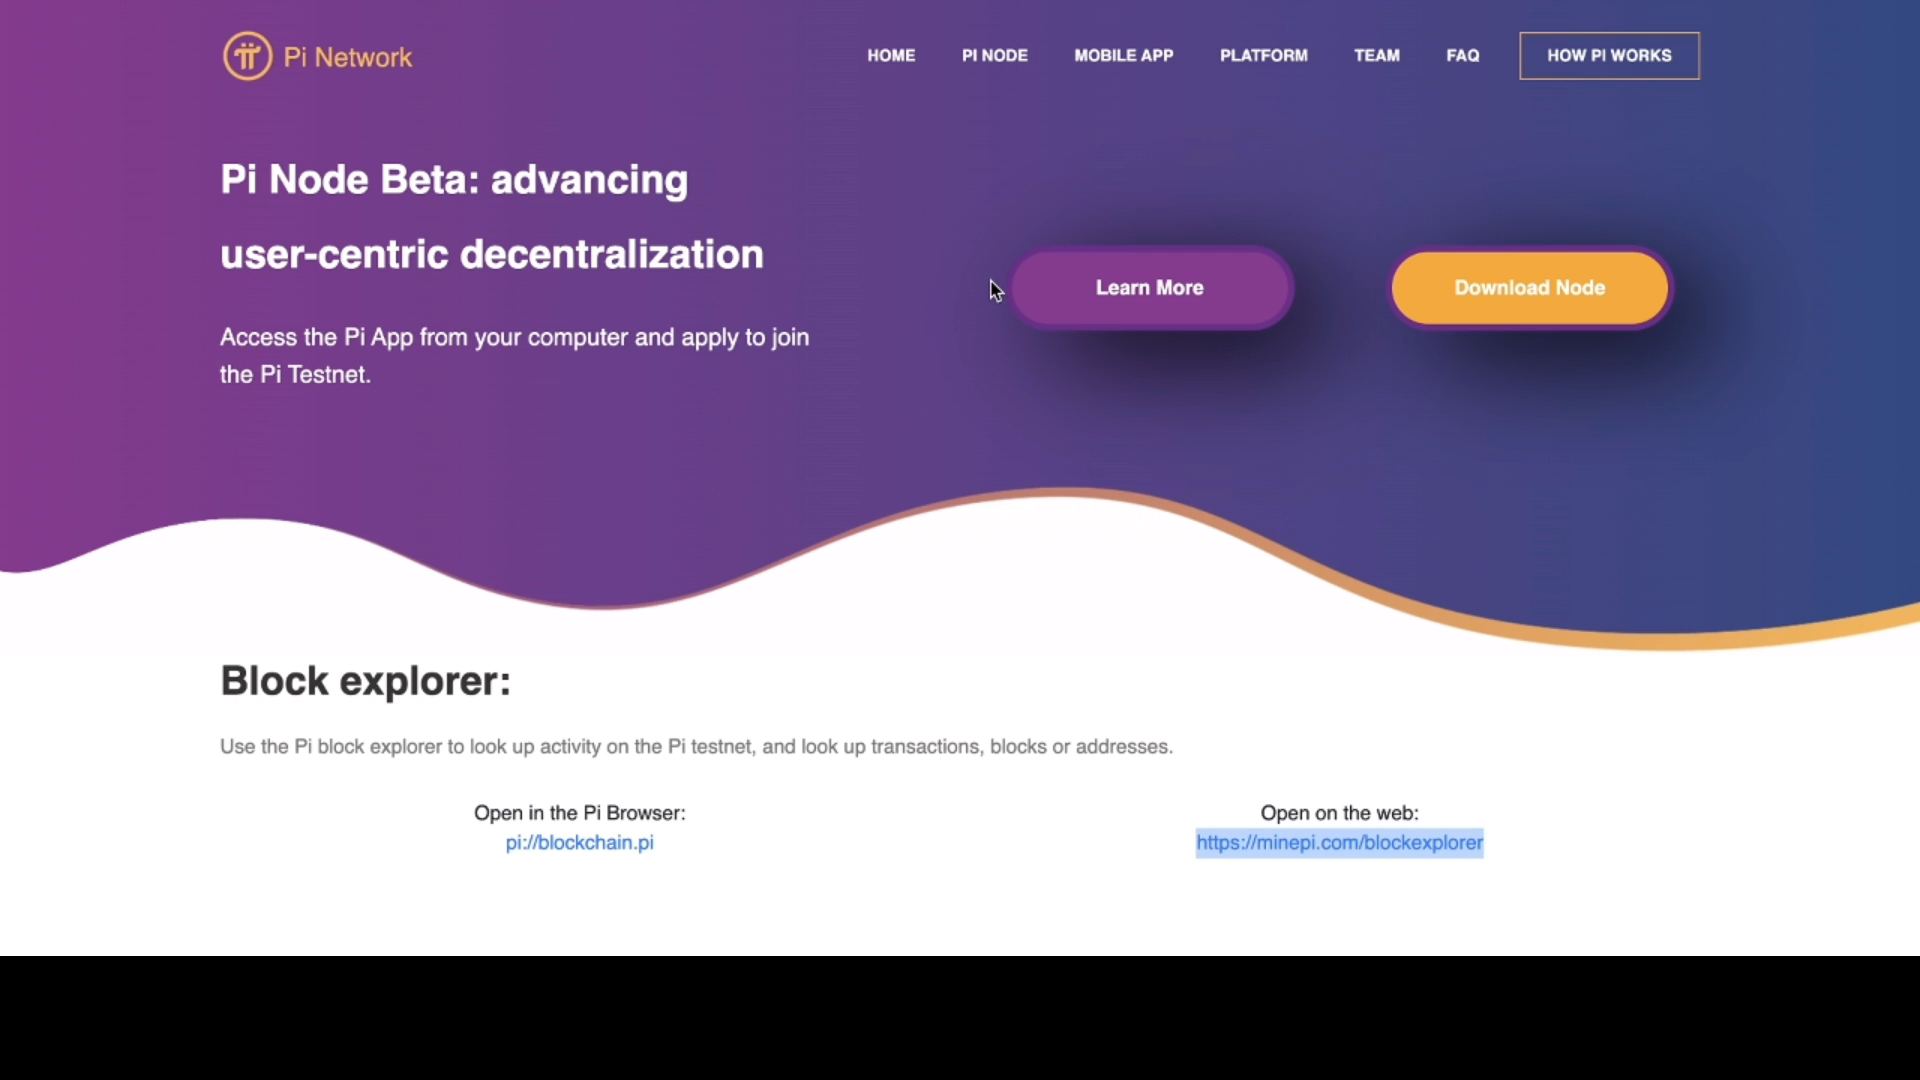 Pi Network
HOME
PI NODE
MOBILE APP
PLATFORM
TEAM
FAQ
HOW PI WORKS
Pi Node Beta: advancing
user-centric decentralization
Access the Pi App from your computer and apply to join
the Pi Testnet.
Learn More
Download Node
Block explorer:
Use the Pi block explorer to look up activity on the Pi testnet, and look up transactions, blocks or addresses.
Open in the Pi Browser:
pi://blockchain.pi
Open on the web:
https://minepi.com/blockexplorer